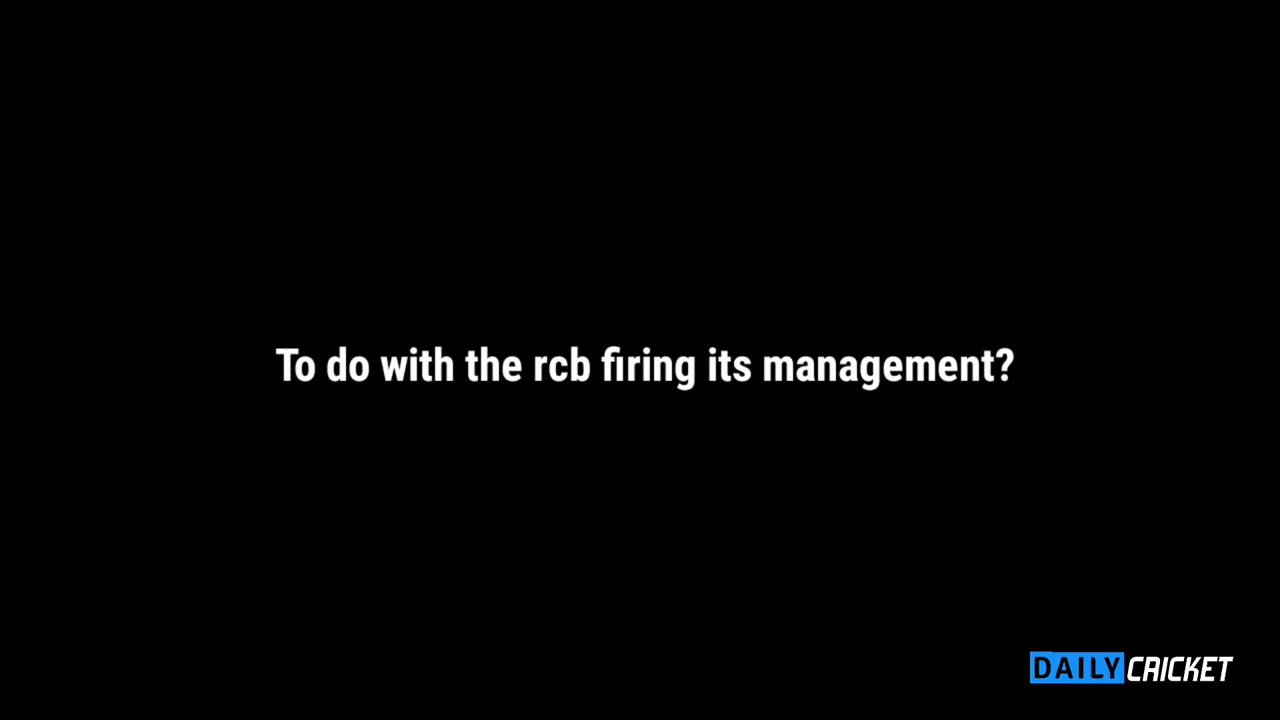 To do with the rcb firing its management?
DAILY CRICKET